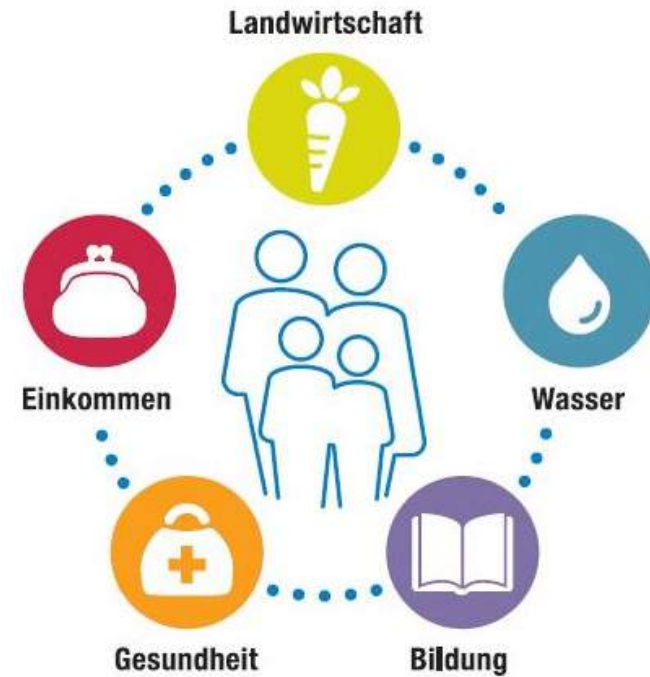 Landwirtschaft
Einkommen
Wasser
Gesundheit
Bildung